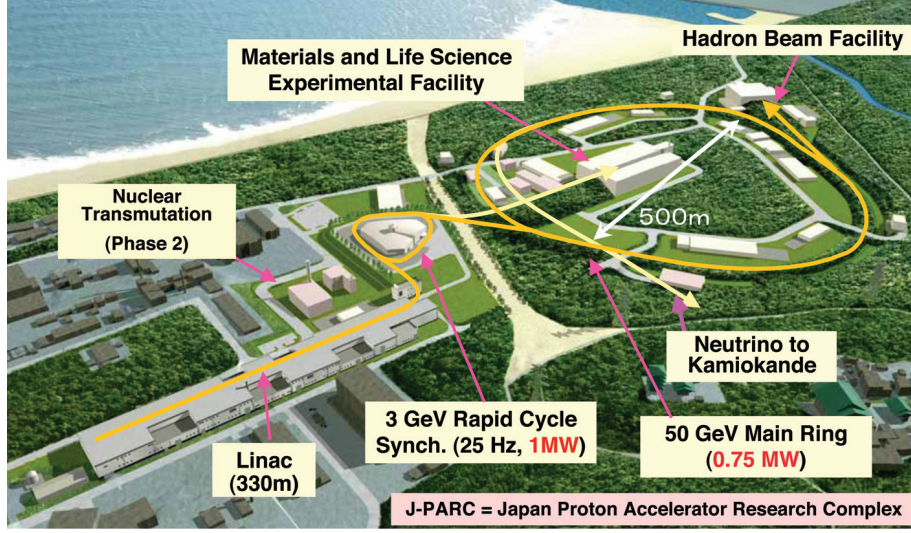 Hadron Beam Facility
Materials and Life Science
Experimental Facility
Nuclear
Transmutation
(Phase 2)
500m
Neutrino to
Kamiokande
3 GeV Rapid Cycle
Synch. (25 Hz, 1MW)
50 GeV Main Ring
(0.75 MW)
Linac
(330m)
J-PARC = Japan Proton Accelerator Research Complex